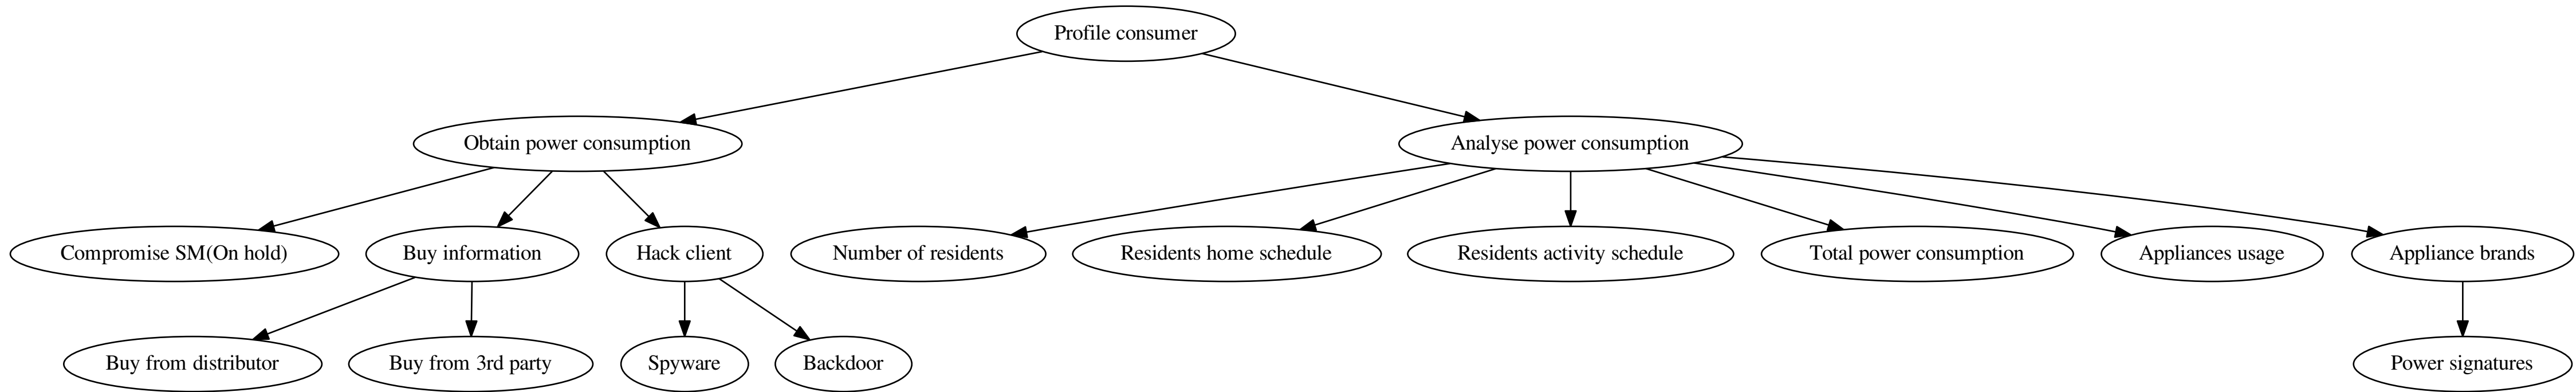 Profile consumer
Obtain power consumption
Analyse power consumption
Compromise SM(On hold)
Buy information
Hack client
Number of residents
Residents home schedule
Residents activity schedule
Total power consumption
Appliances usage
Appliance brands
Buy from distributor
Buy from 3rd party
Spyware
Backdoor
Power signatures